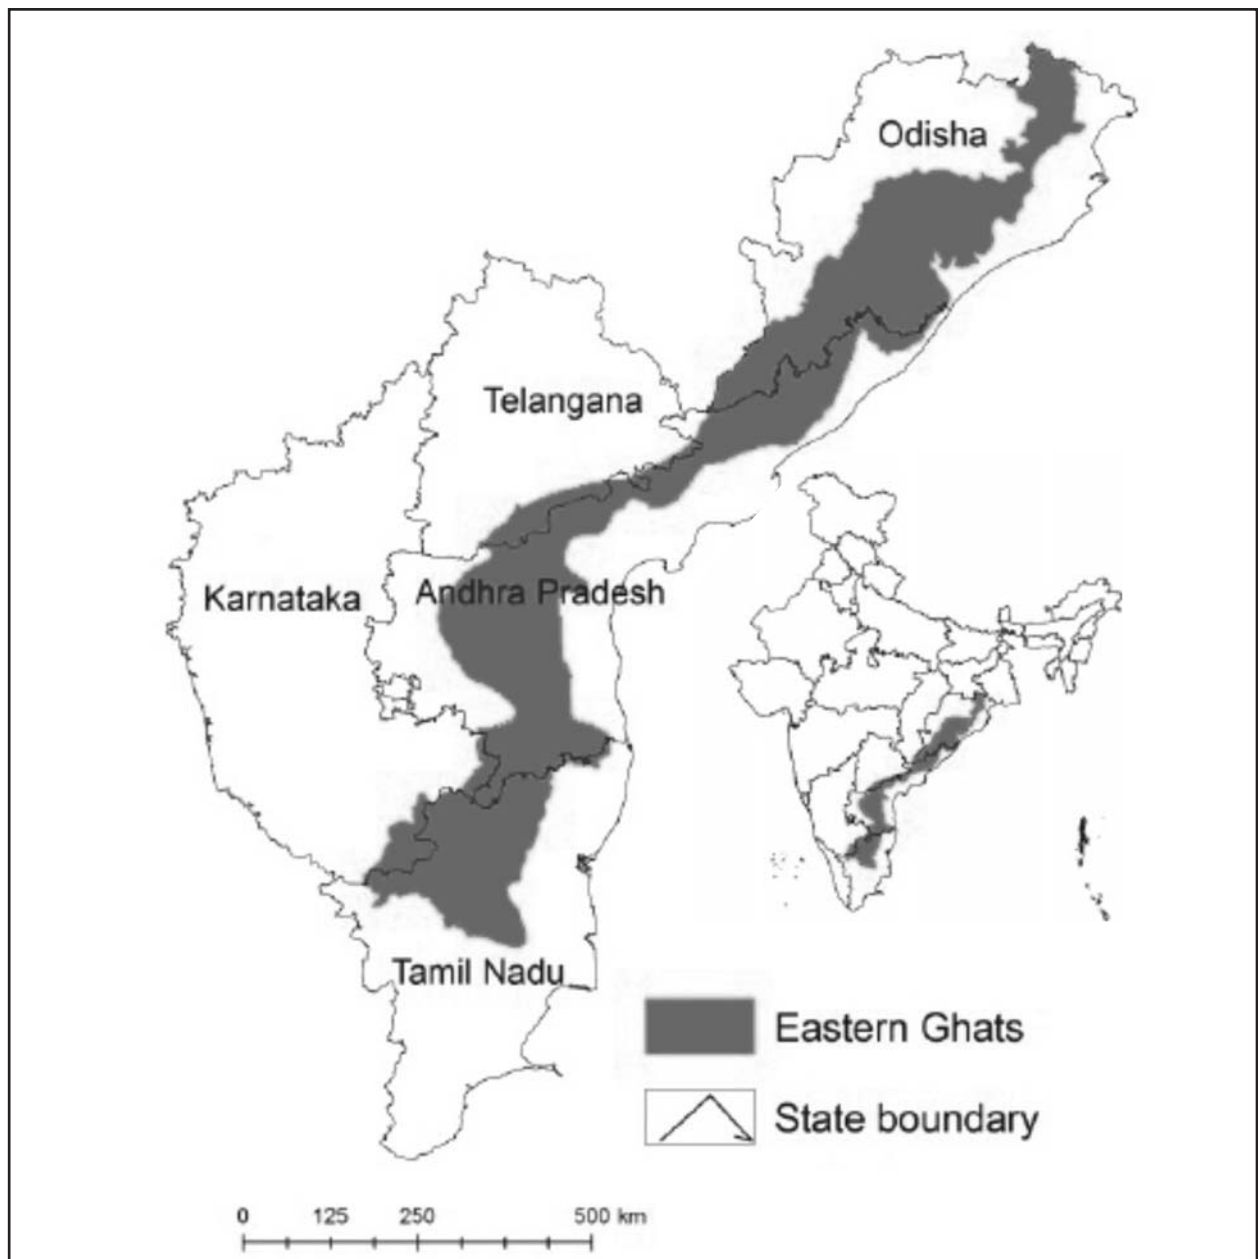 Odisha
Telangana
Karnataka
Andhra Pradesh
Tamil Nadu
Eastern Ghats
State boundary
0 125 250 500 km